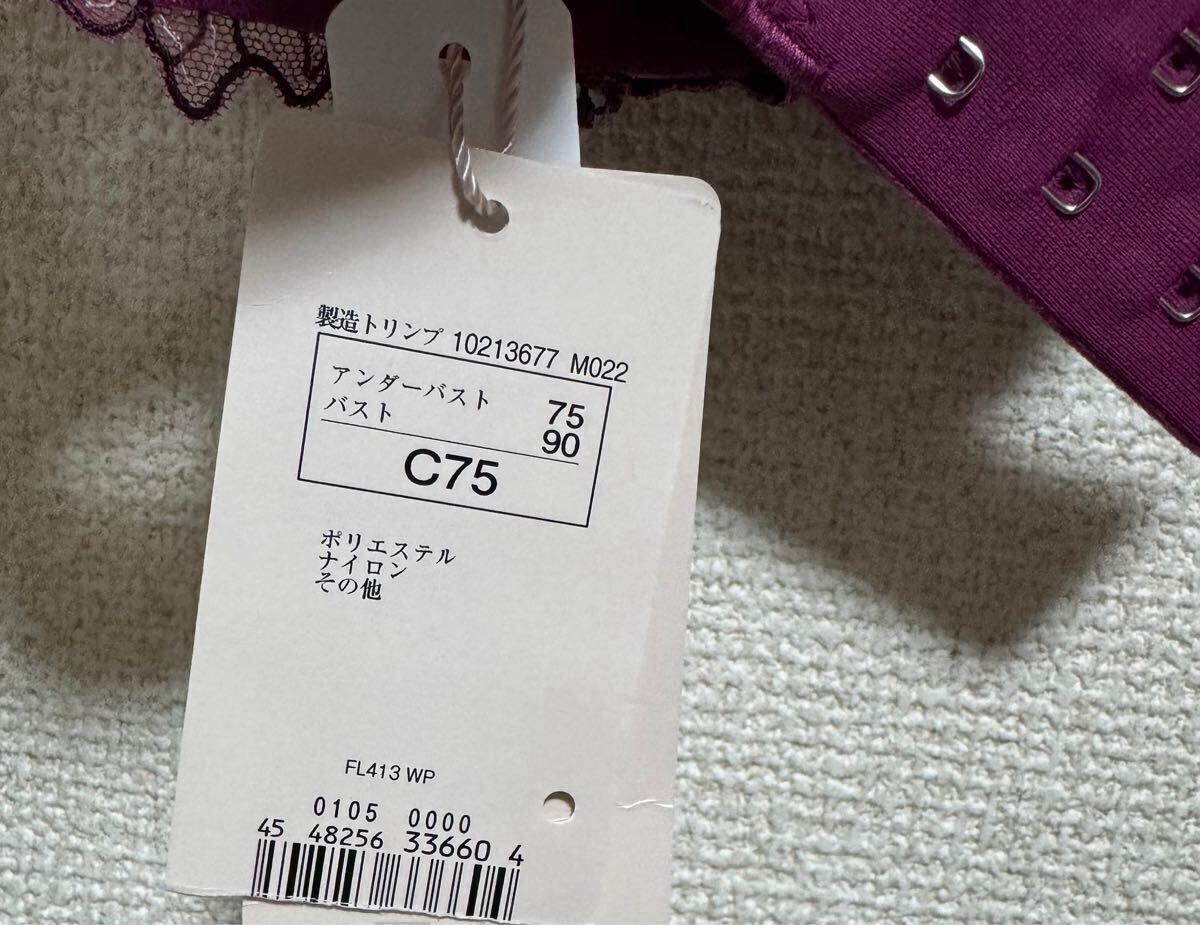 製造トリンプ 10213677 M022
アンダーバスト 75
バスト 90
C75
ポリエステル
ナイロン
その他
FL413 WP
0105 0000
45 48256 33660 4